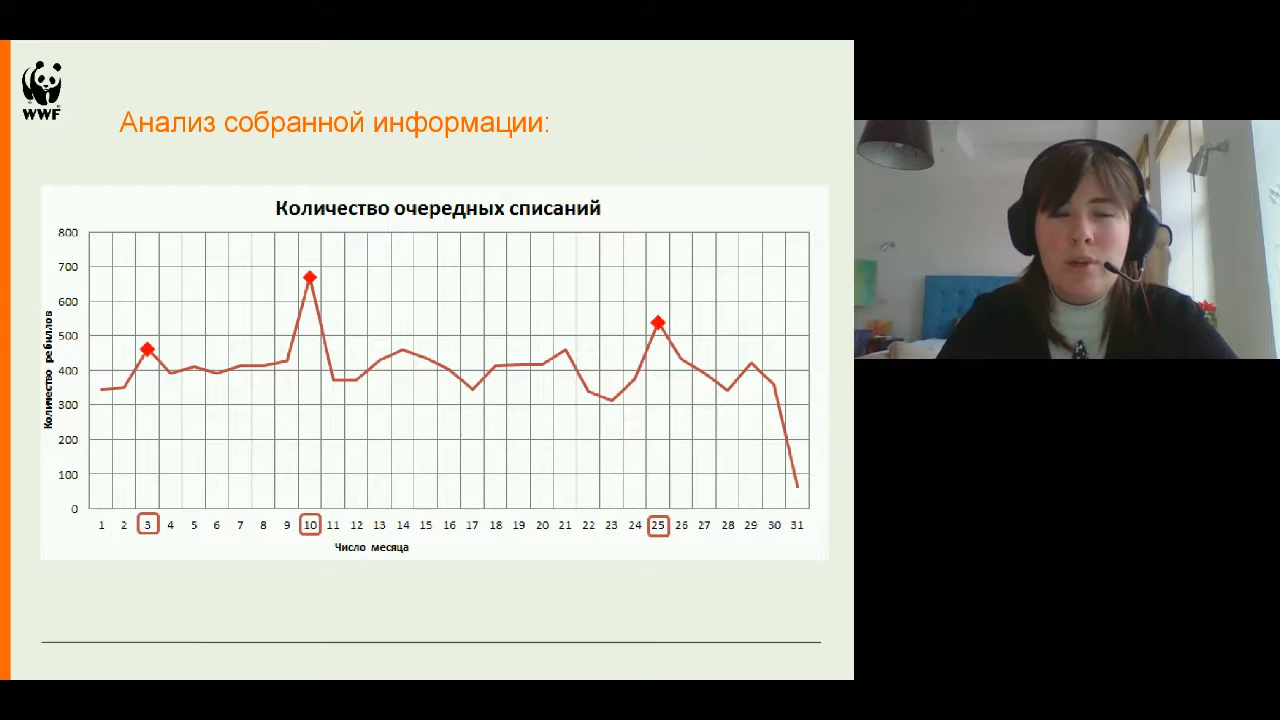 WWF
Анализ собранной информации:
Количество очередных списаний
Количество ребиллов
800
700
600
500
400
300
200
100
0
1 2 3 4 5 6 7 8 9 10 11 12 13 14 15 16 17 18 19 20 21 22 23 24 25 26 27 28 29 30 31
Число месяца